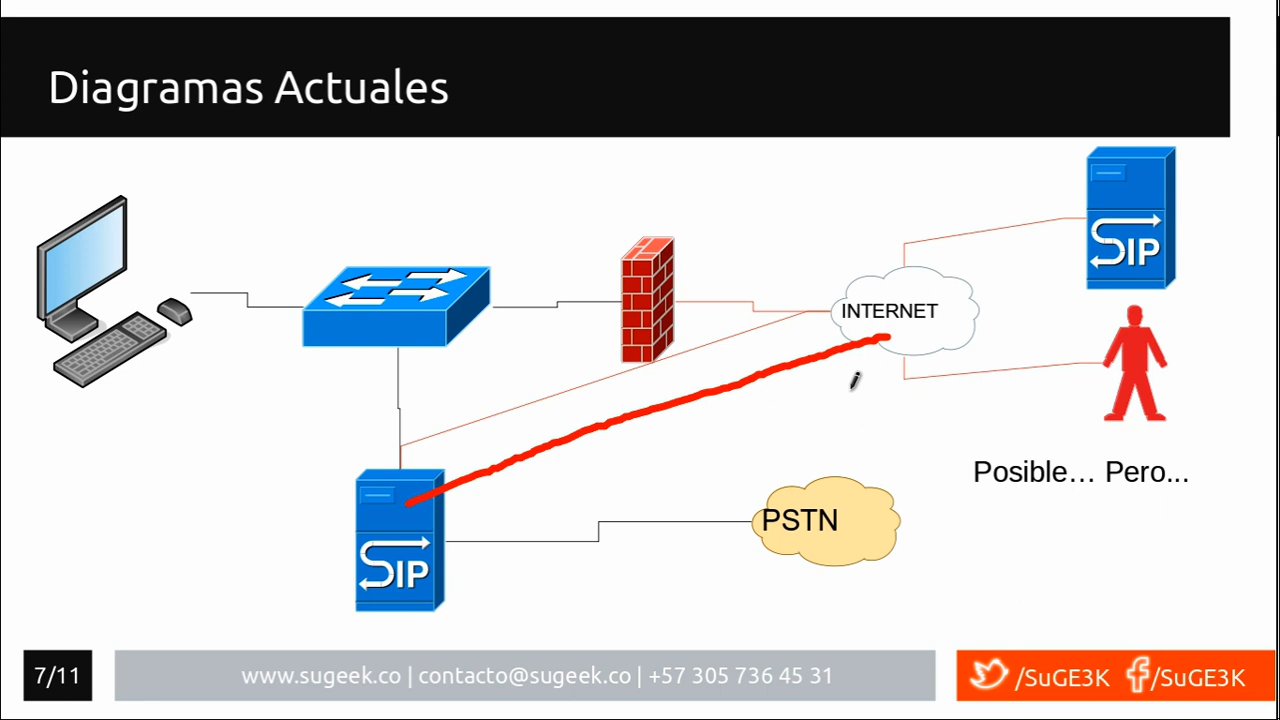 Diagramas Actuales
SIP
INTERNET
Posible… Pero...
PSTN
SIP
7/11
www.sugeek.co | contacto@sugeek.co | +57 305 736 45 31
/SuGE3K
/SuGE3K